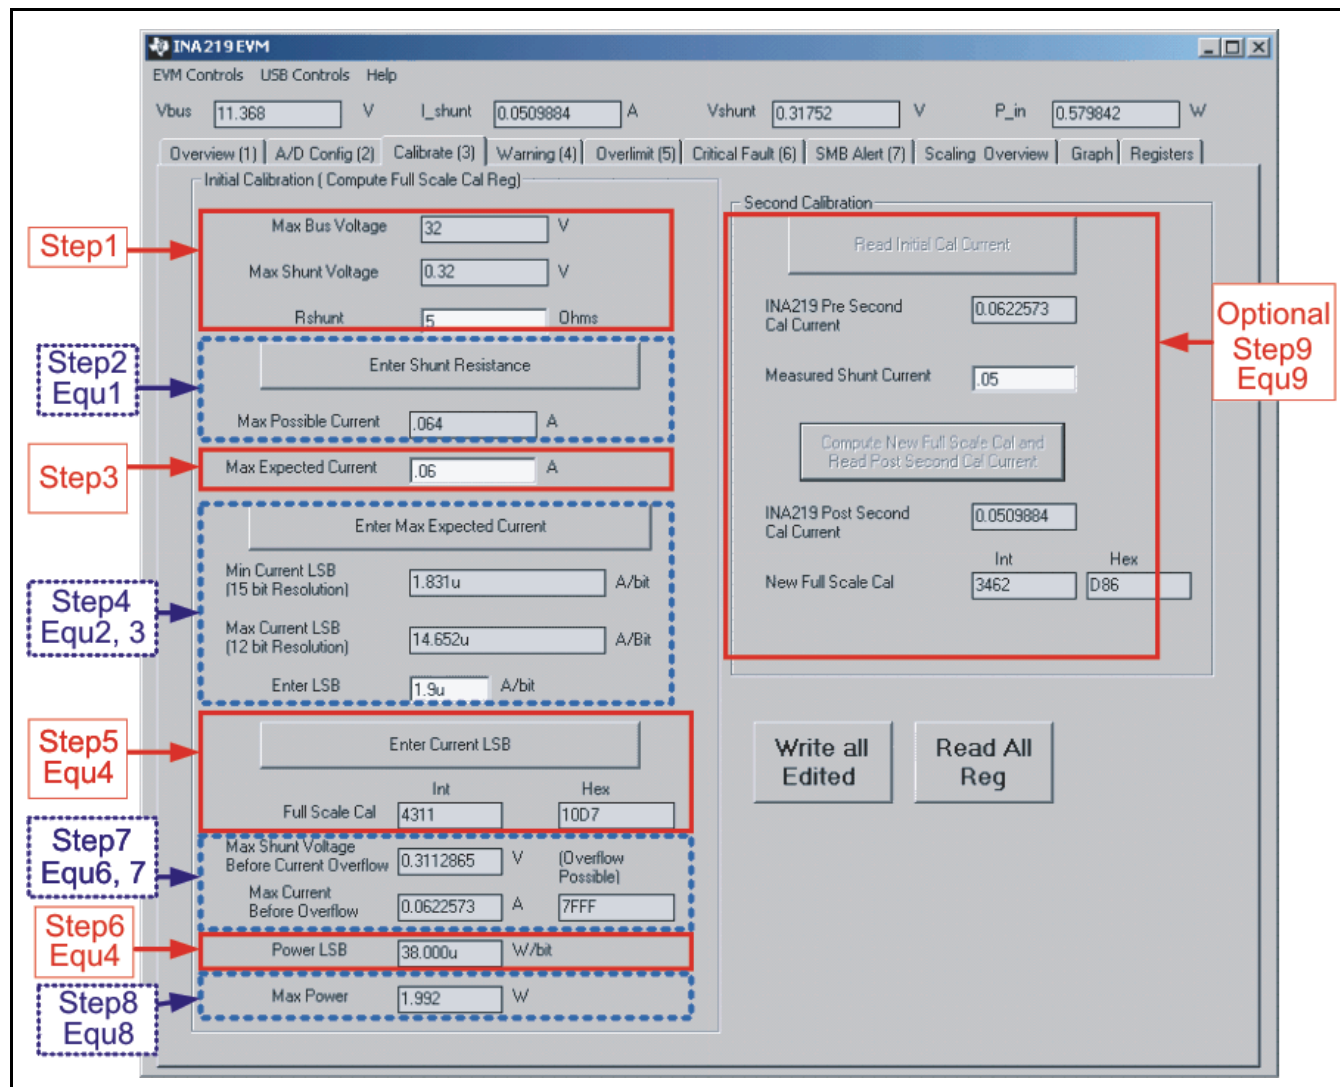 INA219 EVM
EVM Controls USB Controls Help
Vbus 11.368 V I_shunt 0.0509884 A Vshunt 0.31752 V P_in 0.579842 W
Overview (1) A/D Config (2) Calibrate (3) Warning (4) Overlimit (5) Critical Fault (6) SMB Alert (7) Scaling Overview Graph Registers
Initial Calibration ( Compute Full Scale Cal Reg)
Step1
Max Bus Voltage 32 V
Max Shunt Voltage 0.32 V
Rshunt 5 Ohms
Step2
Equ1
Enter Shunt Resistance
Max Possible Current .064 A
Step3
Max Expected Current .06 A
Enter Max Expected Current
Step4
Equ2, 3
Min Current LSB
(15 bit Resolution) 1.831u A/bit
Max Current LSB
(12 bit Resolution) 14.652u A/Bit
Enter LSB 1.9u A/bit
Step5
Equ4
Enter Current LSB
Int Hex
Full Scale Cal 4311 10D7
Step7
Equ6, 7
Max Shunt Voltage
Before Current Overflow 0.3112865 V (Overflow
Possible)
Max Current
Before Overflow 0.0622573 A 7FFF
Step6
Equ4
Power LSB 38.000u W/bit
Step8
Equ8
Max Power 1.992 W
Second Calibration
Read Initial Cal Current
INA219 Pre Second
Cal Current 0.0622573
Measured Shunt Current .05
Compute New Full Scale Cal and
Read Post Second Cal Current
INA219 Post Second
Cal Current 0.0509884
Int Hex
New Full Scale Cal 3462 D86
Optional
Step9
Equ9
Write all
Edited
Read All
Reg